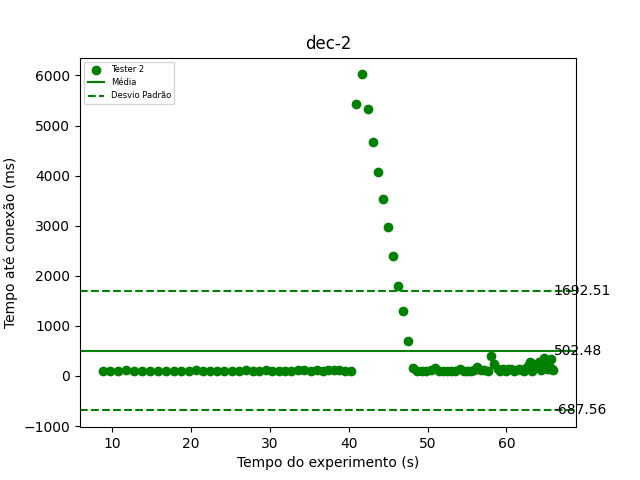 dec-2
Tester 2
Média
Desvio Padrão
Tempo até conexão (ms)
6000
5000
4000
3000
2000
1000
0
−1000
1692.51
502.48
-687.56
10 20 30 40 50 60
Tempo do experimento (s)